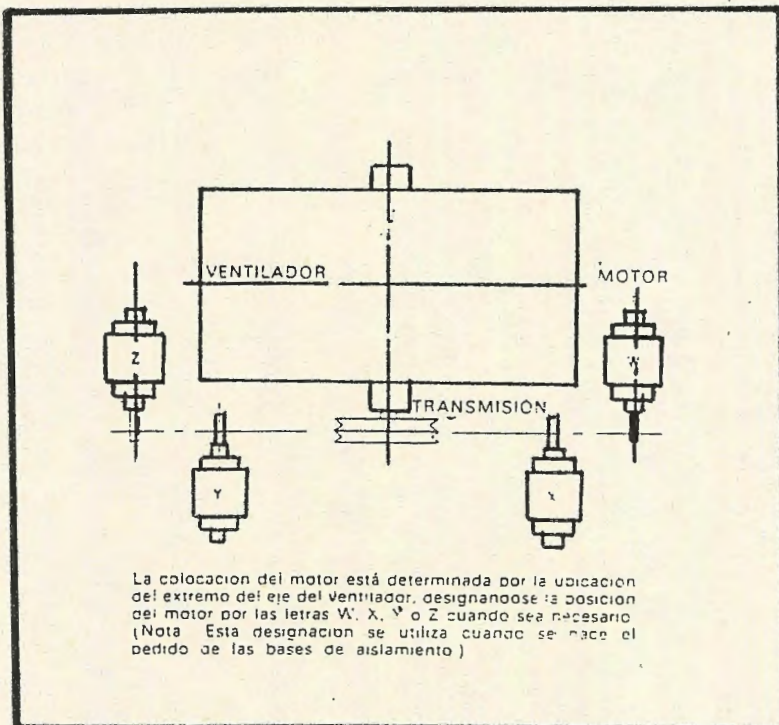 VENTILADOR
MOTOR
Z
W
TRANSMISIÓN
Y
X
La colocacion del motor está determinada por la ubicación
del extremo del eje del ventilador, designandose la posición
del motor por las letras W, X, Y o Z cuando sea necesario
(Nota Esta designación se utiliza cuando se hace el
pedido de las bases de aislamiento)